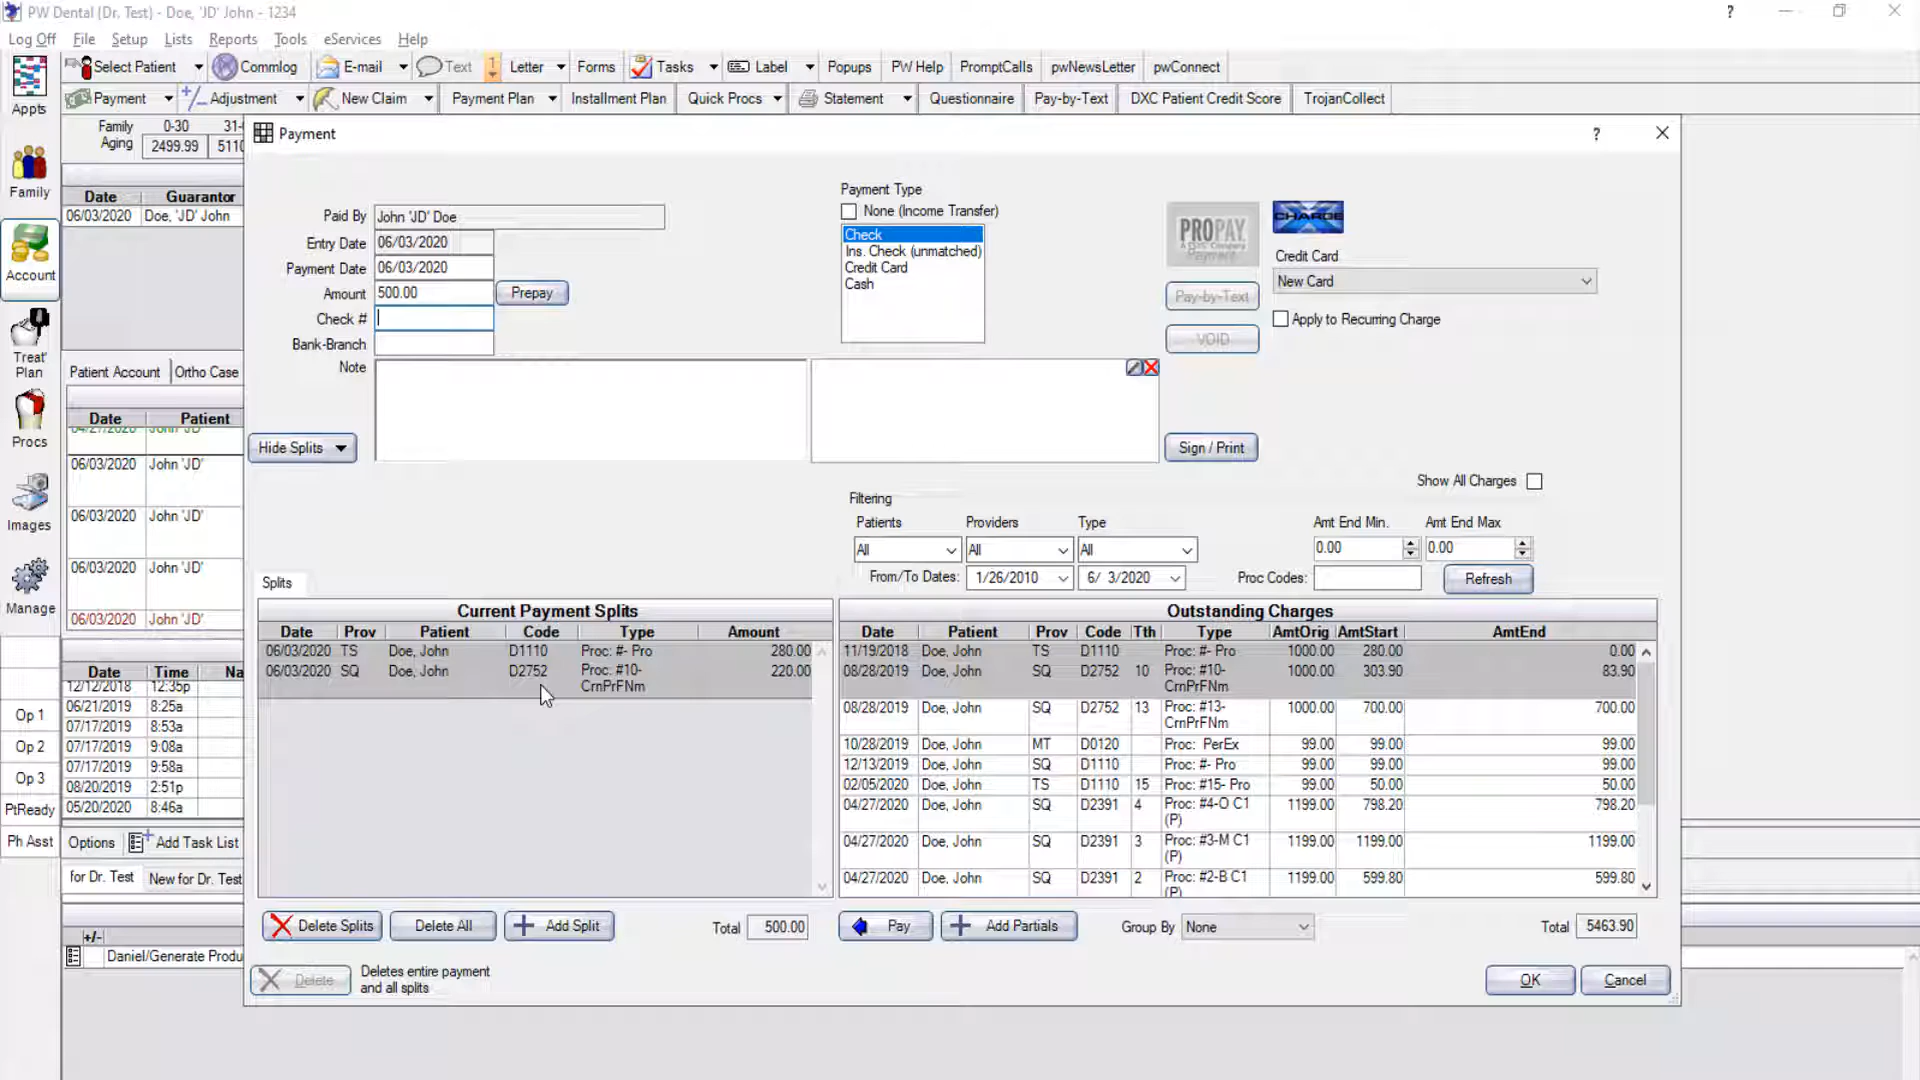 PW Dental (Dr. Test) - Doe, 'JD' John - 1234
?
Log Off File Setup Lists Reports Tools eServices Help
Select Patient Commlog E-mail Text 1 Letter Forms Tasks Label Popups PW Help PromptCalls pwNewsLetter pwConnect
Payment Adjustment New Claim Payment Plan Installment Plan Quick Procs Statement Questionnaire Pay-by-Text DXC Patient Credit Score TrojanCollect
Appts
Family
Account
Treat' Plan
Procs
Images
Manage
Op 1
Op 2
Op 3
PtReady
Ph Asst
Family Aging
0-30
2499.99
5110
Date Guarantor
06/03/2020 Doe, 'JD' John
Patient Account Ortho Case
Date Patient
04/27/2020 John 'JD'
06/03/2020 John 'JD'
06/03/2020 John 'JD'
06/03/2020 John 'JD'
06/03/2020 John 'JD'
Date Time Na
12/12/2018 12:35p
06/21/2019 8:25a
07/17/2019 8:53a
07/17/2019 9:08a
07/17/2019 9:58a
08/20/2019 2:51p
05/20/2020 8:46a
Options Add Task List
for Dr. Test New for Dr. Test
+/-
Daniel/Generate Produ
Payment
?
Paid By John 'JD' Doe
Entry Date 06/03/2020
Payment Date 06/03/2020
Amount 500.00 Prepay
Check #
Bank-Branch
Note
Hide Splits
Payment Type
None (Income Transfer)
Check
Ins. Check (unmatched)
Credit Card
Cash
PROPAY
Payment
Pay-by-Text
VOID
CHARGE
Credit Card
New Card
Apply to Recurring Charge
Sign / Print
Show All Charges
Filtering
Patients Providers Type Amt End Min. Amt End Max
All All All 0.00 0.00
From/To Dates: 1/26/2010 6/ 3/2020 Proc Codes: Refresh
Splits
Current Payment Splits
Date Prov Patient Code Type Amount
06/03/2020 TS Doe, John D1110 Proc: #- Pro 280.00
06/03/2020 SQ Doe, John D2752 Proc: #10- CrnPrFNm 220.00
Outstanding Charges
Date Patient Prov Code Tth Type AmtOrig AmtStart AmtEnd
11/19/2018 Doe, John TS D1110 Proc: #- Pro 1000.00 280.00 0.00
08/28/2019 Doe, John SQ D2752 10 Proc: #10- CrnPrFNm 1000.00 303.90 83.90
08/28/2019 Doe, John SQ D2752 13 Proc: #13- CrnPrFNm 1000.00 700.00 700.00
10/28/2019 Doe, John MT D0120 Proc: PerEx 99.00 99.00 99.00
12/13/2019 Doe, John SQ D1110 Proc: #- Pro 99.00 99.00 99.00
02/05/2020 Doe, John TS D1110 15 Proc: #15- Pro 99.00 50.00 50.00
04/27/2020 Doe, John SQ D2391 4 Proc: #4-O C1 (P) 1199.00 798.20 798.20
04/27/2020 Doe, John SQ D2391 3 Proc: #3-M C1 (P) 1199.00 1199.00 1199.00
04/27/2020 Doe, John SQ D2391 2 Proc: #2-B C1 (P) 1199.00 599.80 599.80
Delete Splits Delete All Add Split Total 500.00
Pay Add Partials Group By None Total 5463.90
Delete Deletes entire payment
and all splits
OK Cancel